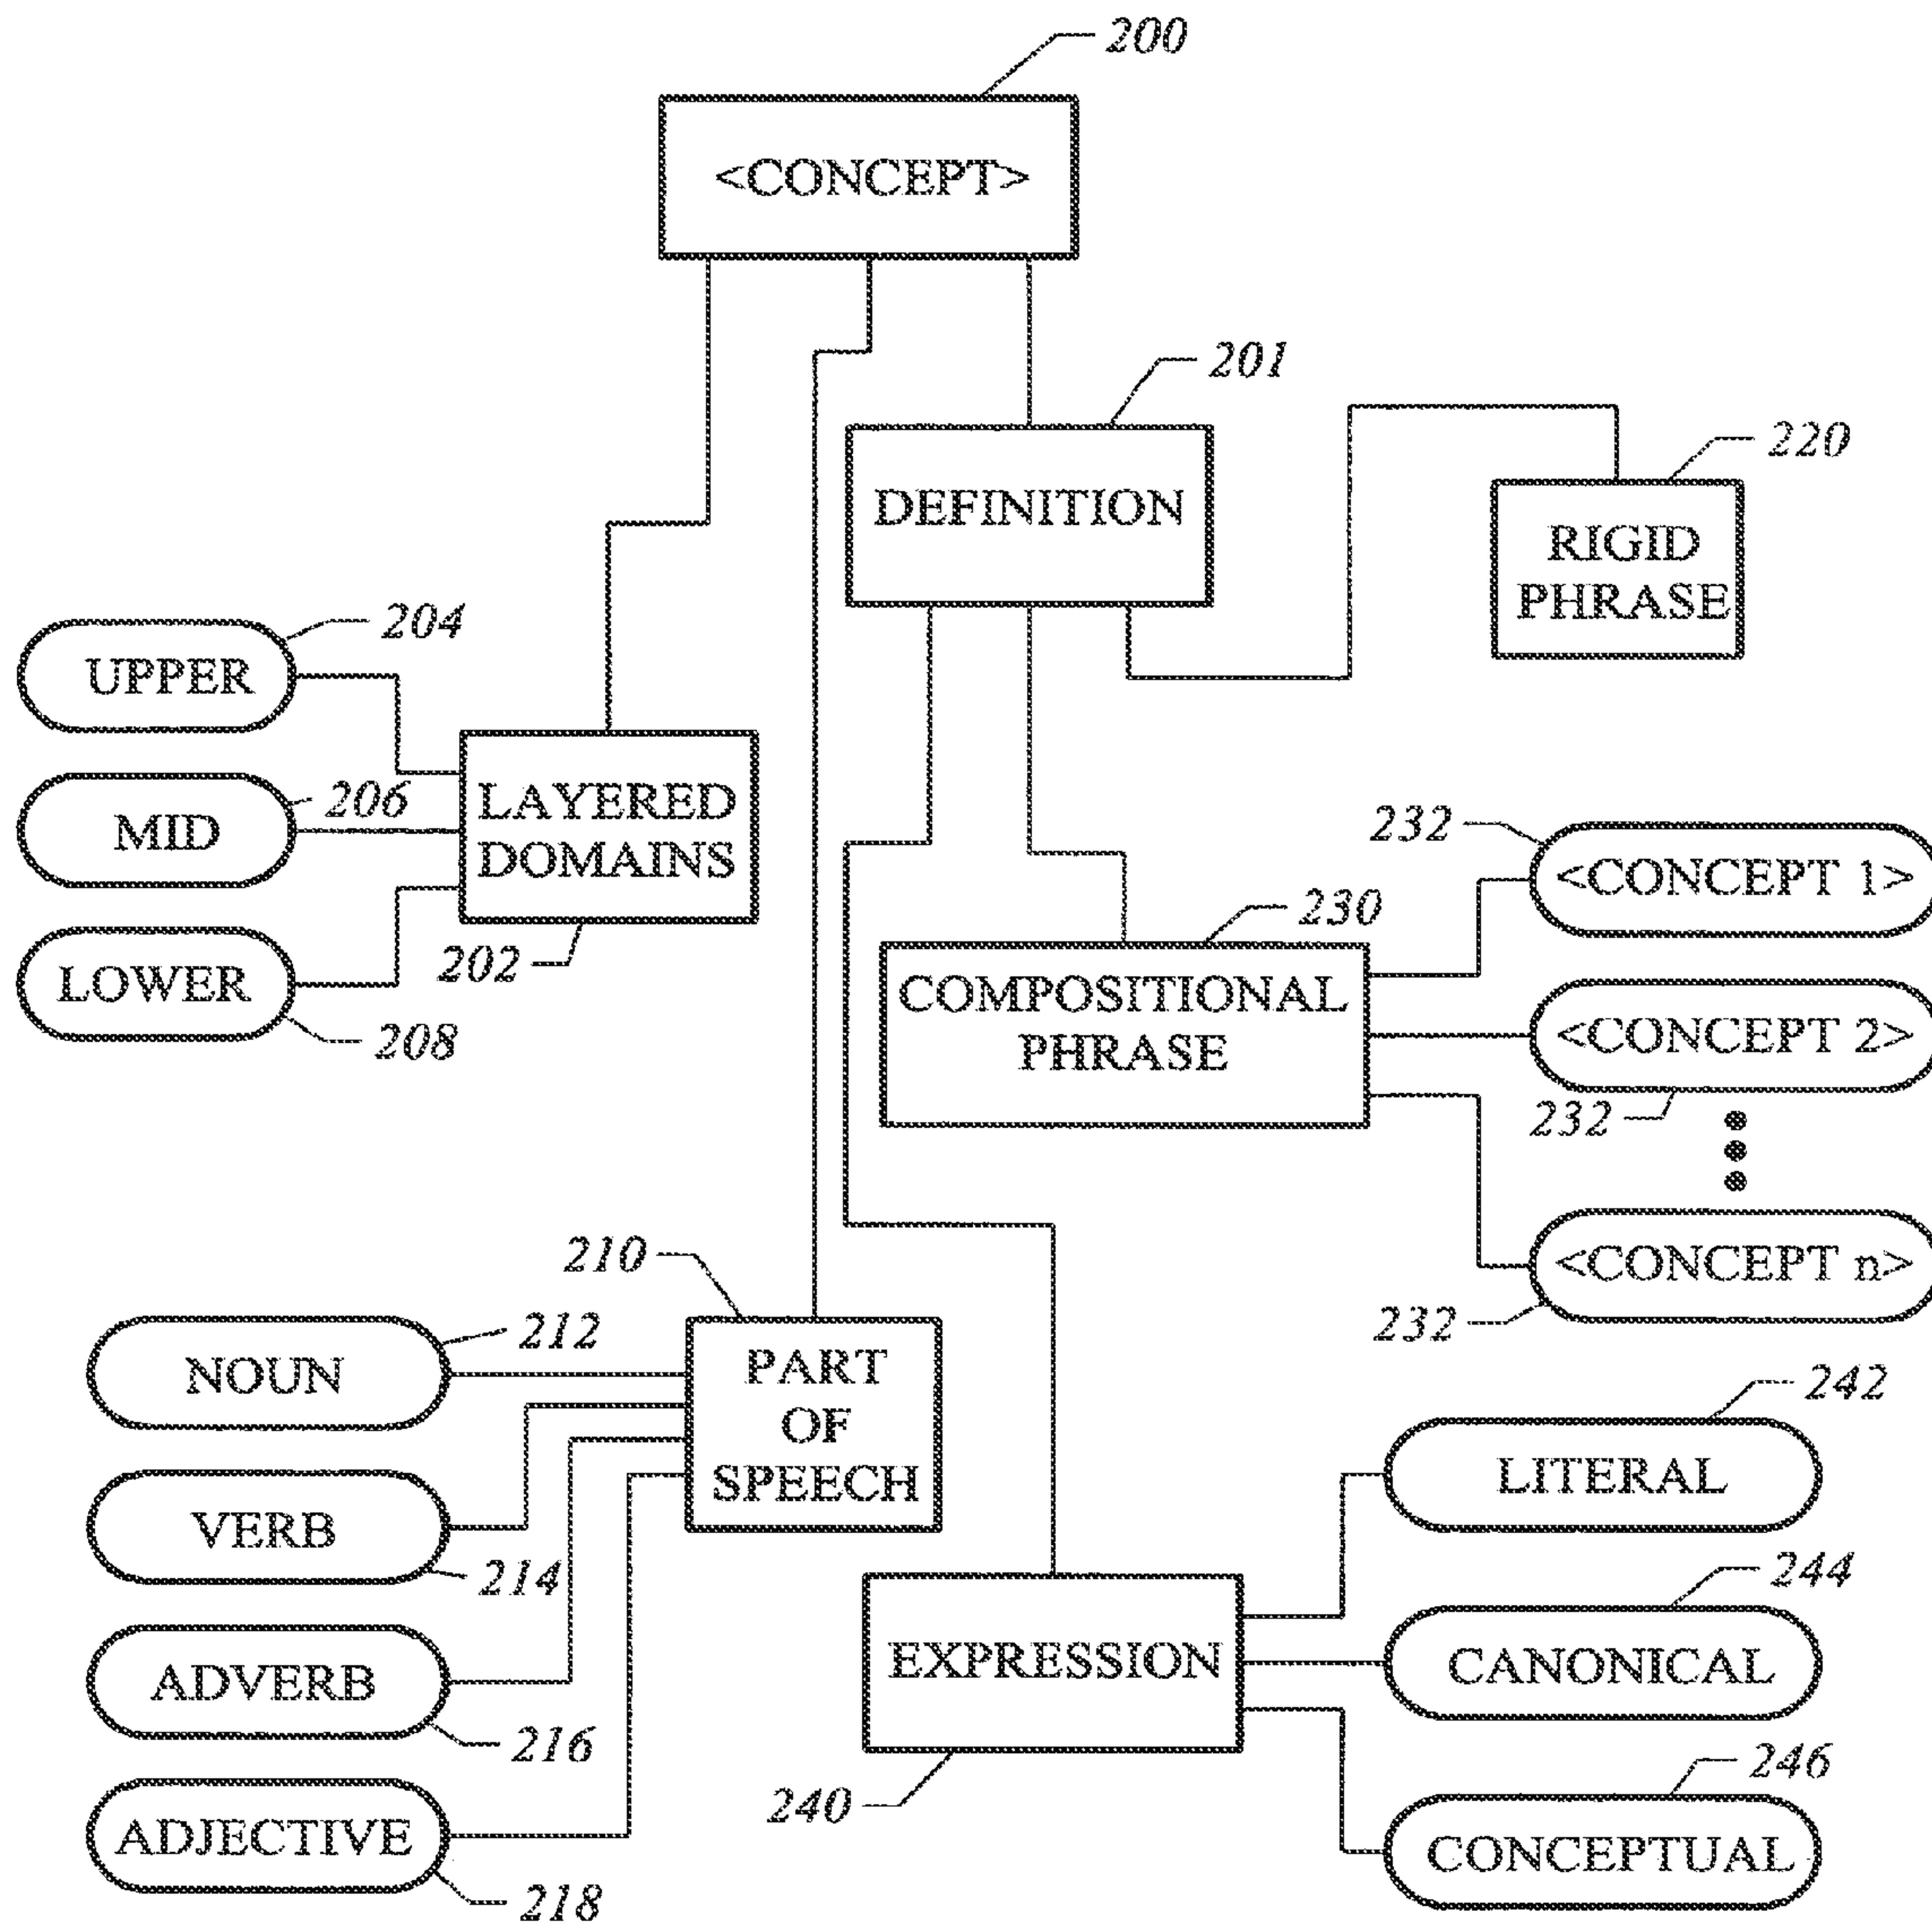 200
<CONCEPT>
201
DEFINITION
220
RIGID
PHRASE
204
UPPER
206
MID
LAYERED
DOMAINS
202
LOWER
208
232
<CONCEPT 1>
230
COMPOSITIONAL
PHRASE
<CONCEPT 2>
232
<CONCEPT n>
232
210
PART
OF
SPEECH
212
NOUN
VERB
214
ADVERB
216
ADJECTIVE
218
EXPRESSION
240
242
LITERAL
244
CANONICAL
246
CONCEPTUAL